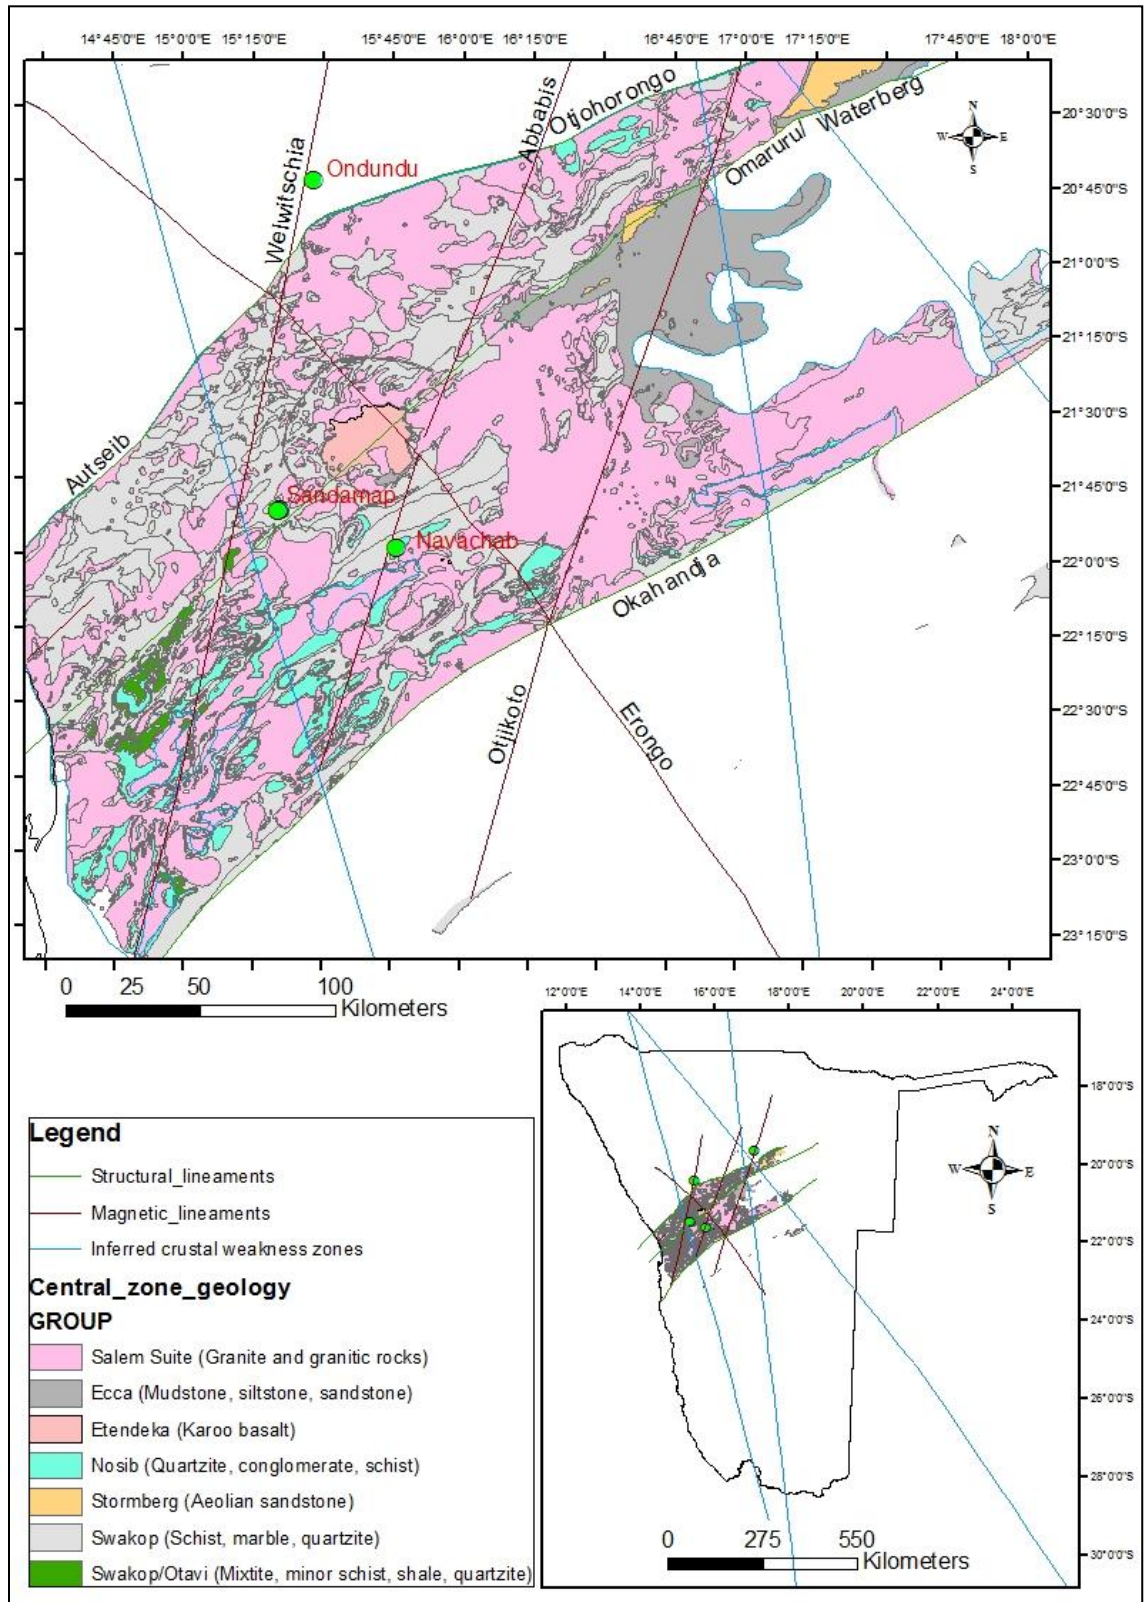 14°45'0"E 15°0'0"E 15°15'0"E 15°45'0"E 16°0'0"E 16°15'0"E 16°45'0"E 17°0'0"E 17°15'0"E 17°45'0"E 18°0'0"E
Otjohorongo
Abbabis
Omaruru/ Waterberg
Welwitschia
Ondundu
N
W E
S
20°30'0"S
20°45'0"S
21°0'0"S
21°15'0"S
21°30'0"S
21°45'0"S
22°0'0"S
22°15'0"S
22°30'0"S
22°45'0"S
23°0'0"S
23°15'0"S
Autseib
Sandamap
Navachab
Okahandja
Otjikoto
Erongo
0 25 50 100
Kilometers
12°0'0"E 14°0'0"E 16°0'0"E 18°0'0"E 20°0'0"E 22°0'0"E 24°0'0"E
N
W E
S
18°0'0"S
20°0'0"S
22°0'0"S
24°0'0"S
26°0'0"S
28°0'0"S
30°0'0"S
0 275 550
Kilometers
Legend
Structural_lineaments
Magnetic_lineaments
Inferred crustal weakness zones
Central_zone_geology
GROUP
Salem Suite (Granite and granitic rocks)
Ecca (Mudstone, siltstone, sandstone)
Etendeka (Karoo basalt)
Nosib (Quartzite, conglomerate, schist)
Stormberg (Aeolian sandstone)
Swakop (Schist, marble, quartzite)
Swakop/Otavi (Mixtite, minor schist, shale, quartzite)